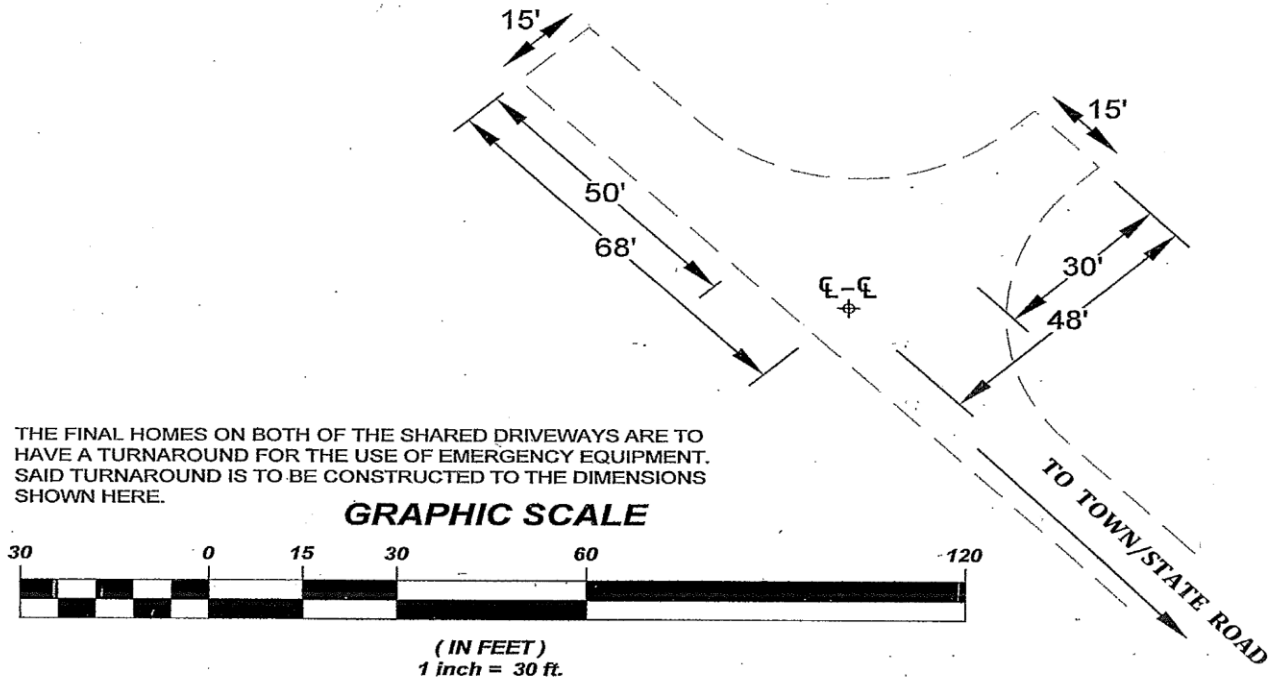 15'
15'
50'
68'
30'
48'
℄-℄
THE FINAL HOMES ON BOTH OF THE SHARED DRIVEWAYS ARE TO
HAVE A TURNAROUND FOR THE USE OF EMERGENCY EQUIPMENT.
SAID TURNAROUND IS TO BE CONSTRUCTED TO THE DIMENSIONS
SHOWN HERE.
TO TOWN/STATE ROAD
GRAPHIC SCALE
30 0 15 30 60 120
( IN FEET )
1 inch = 30 ft.